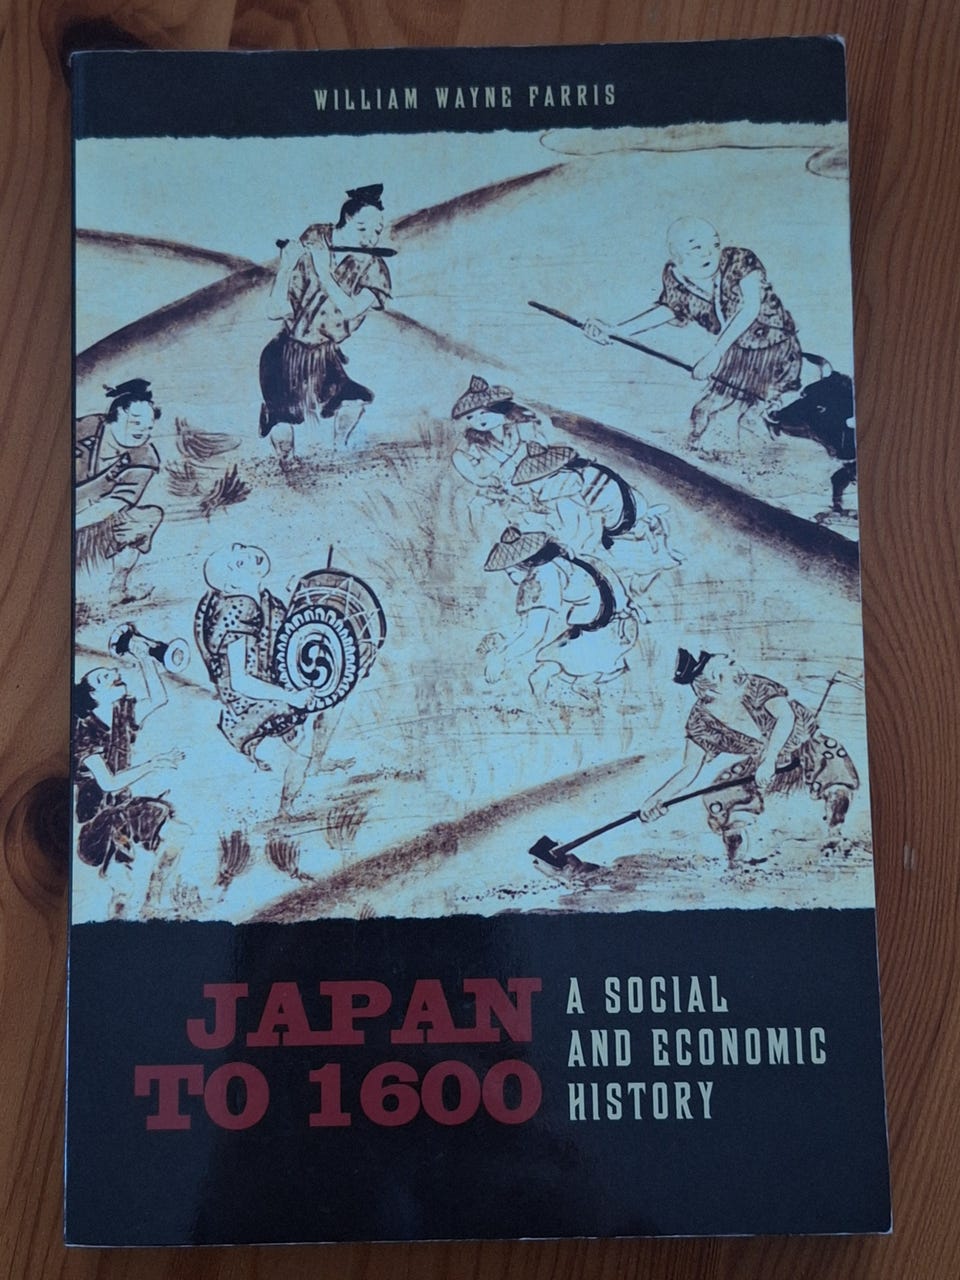 WILLIAM WAYNE FARRIS
JAPAN
TO 1600
A SOCIAL
AND ECONOMIC
HISTORY